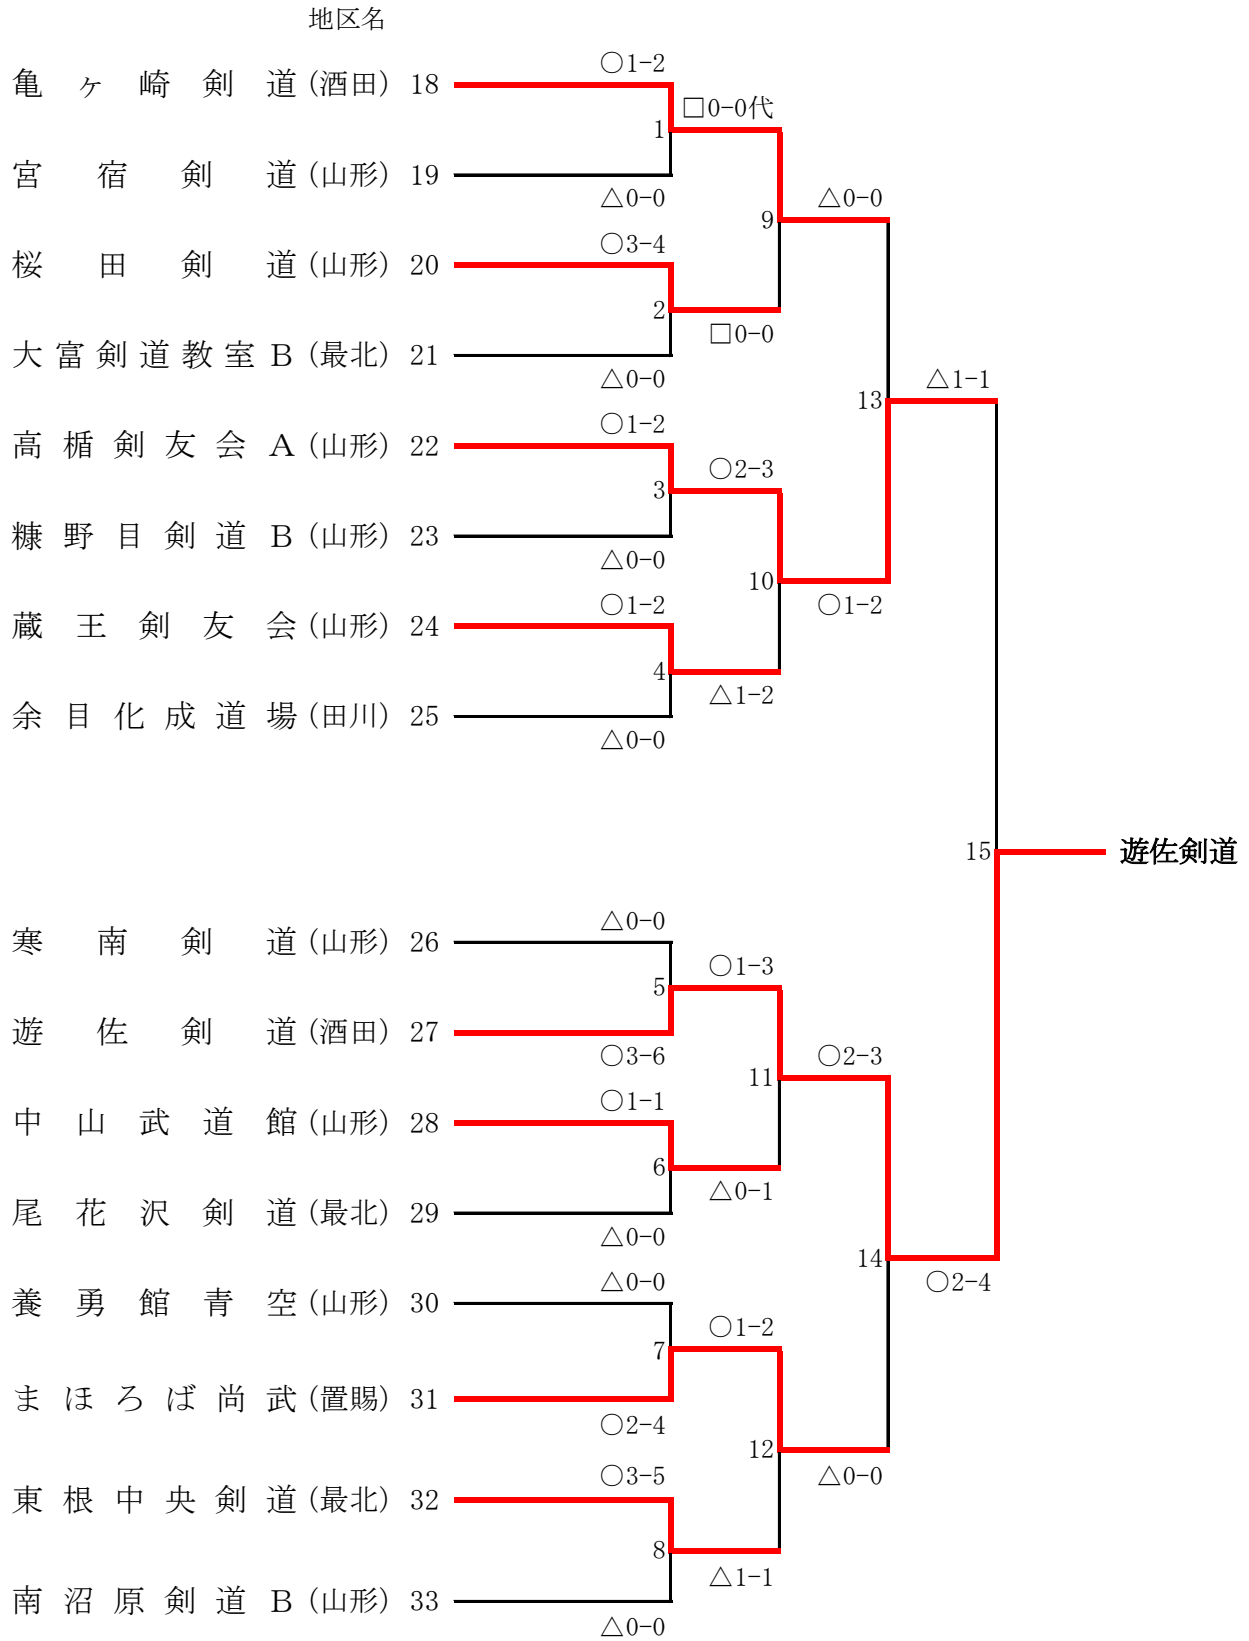 地区名
○1-2
亀ヶ崎剣道 (酒田) 18
□0-0代
1
宮宿剣道 (山形) 19
△0-0
△0-0
9
○3-4
桜田剣道 (山形) 20
2
□0-0
大富剣道教室B (最北) 21
△0-0
△1-1
13
○1-2
高楯剣友会A (山形) 22
○2-3
3
糠野目剣道B (山形) 23
△0-0
10
○1-2
○1-2
蔵王剣友会 (山形) 24
4
△1-2
余目化成道場 (田川) 25
△0-0
15
遊佐剣道
△0-0
寒南剣道 (山形) 26
○1-3
5
遊佐剣道 (酒田) 27
○3-6
○2-3
11
○1-1
中山武道館 (山形) 28
6
△0-1
尾花沢剣道 (最北) 29
△0-0
14
○2-4
△0-0
養勇館青空 (山形) 30
○1-2
7
まほろば尚武 (置賜) 31
○2-4
12
△0-0
○3-5
東根中央剣道 (最北) 32
8
△1-1
南沼原剣道B (山形) 33
△0-0